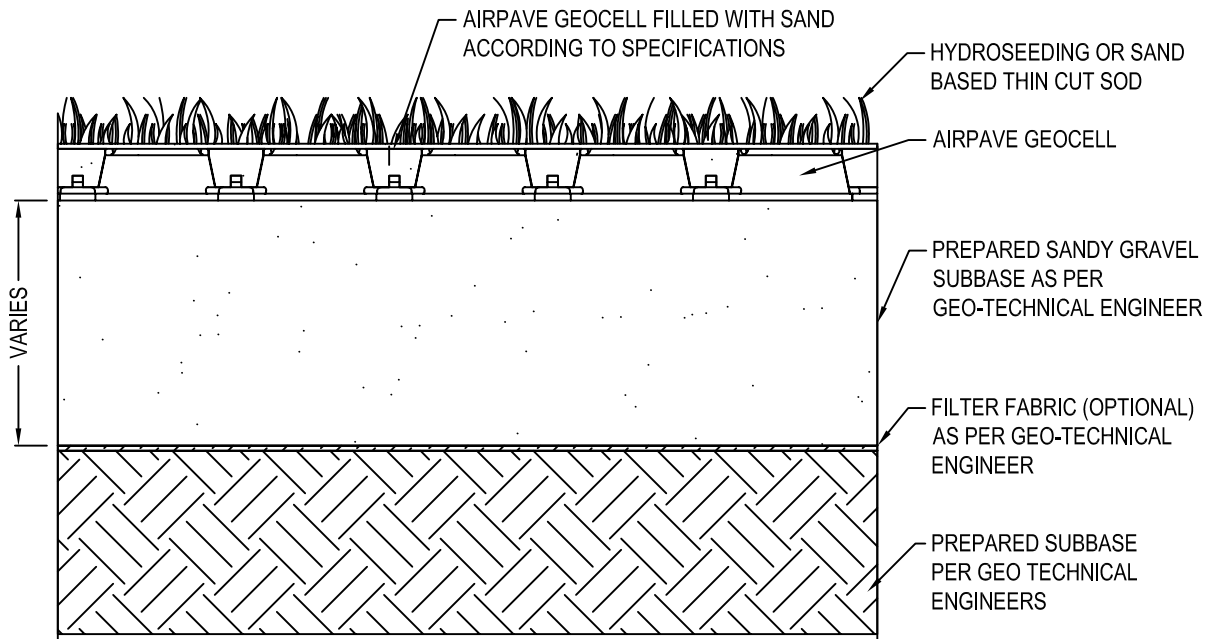 AIRPAVE GEOCELL FILLED WITH SAND
ACCORDING TO SPECIFICATIONS
HYDROSEEDING OR SAND
BASED THIN CUT SOD
AIRPAVE GEOCELL
VARIES
PREPARED SANDY GRAVEL
SUBBASE AS PER
GEO-TECHNICAL ENGINEER
FILTER FABRIC (OPTIONAL)
AS PER GEO-TECHNICAL
ENGINEER
PREPARED SUBBASE
PER GEO TECHNICAL
ENGINEERS